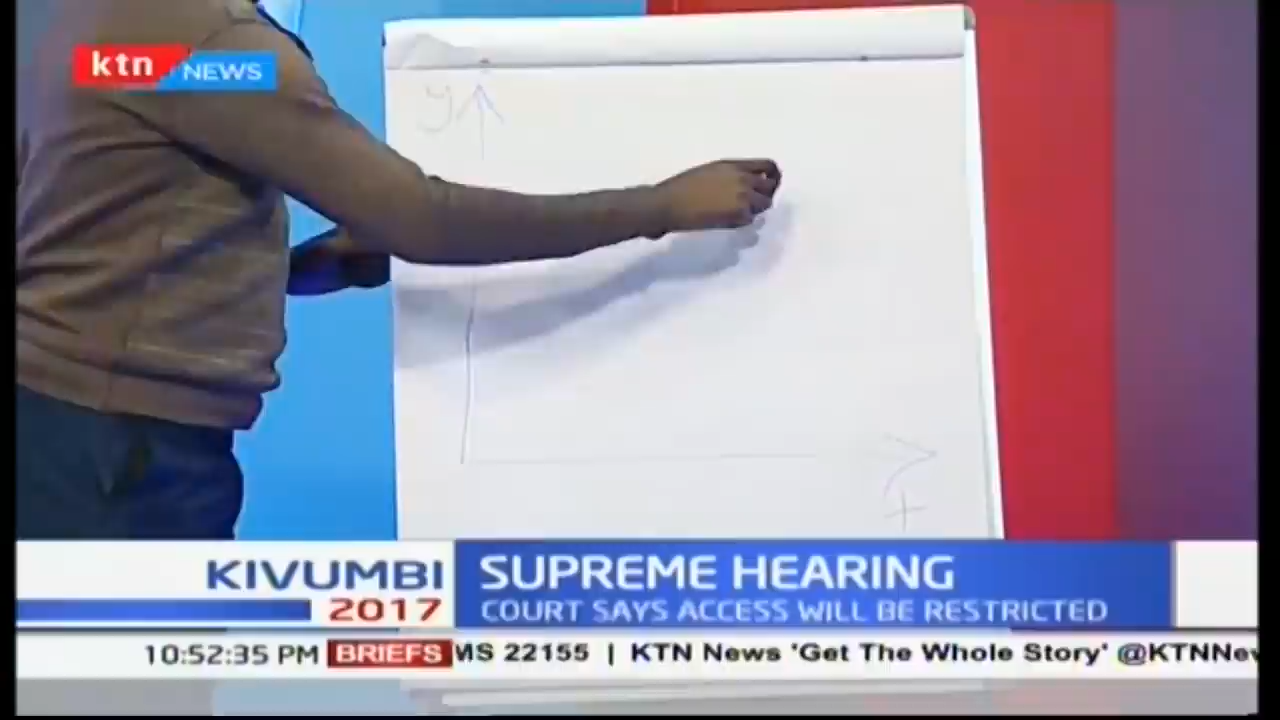 ktn NEWS
y
+
KIVUMBI
2017
SUPREME HEARING
COURT SAYS ACCESS WILL BE RESTRICTED
10:52:35 PM BRIEFS MS 22155 | KTN News 'Get The Whole Story' @KTNNew